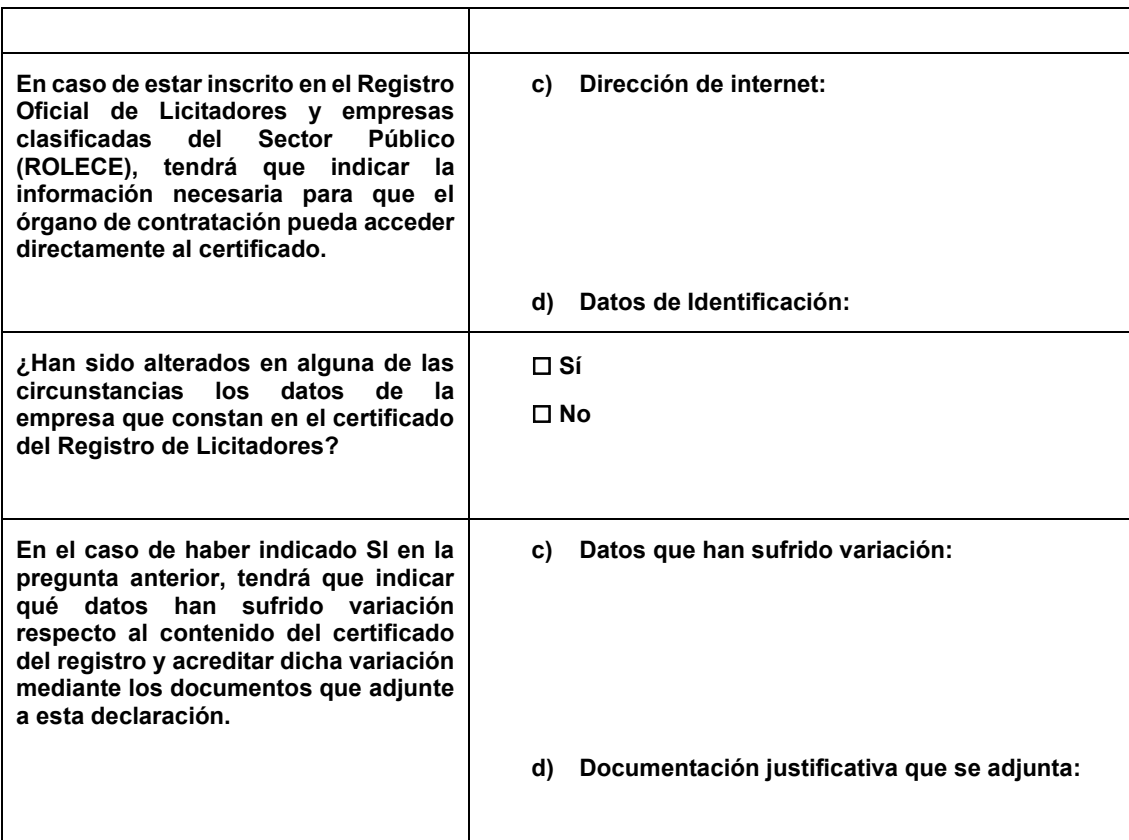 En caso de estar inscrito en el Registro
Oficial de Licitadores y empresas
clasificadas del Sector Público
(ROLECE), tendrá que indicar la
información necesaria para que el
órgano de contratación pueda acceder
directamente al certificado.
c) Dirección de internet:
d) Datos de Identificación:
¿Han sido alterados en alguna de las
circunstancias los datos de la
empresa que constan en el certificado
del Registro de Licitadores?
☐ Sí
☐ No
En el caso de haber indicado SI en la
pregunta anterior, tendrá que indicar
qué datos han sufrido variación
respecto al contenido del certificado
del registro y acreditar dicha variación
mediante los documentos que adjunte
a esta declaración.
c) Datos que han sufrido variación:
d) Documentación justificativa que se adjunta: